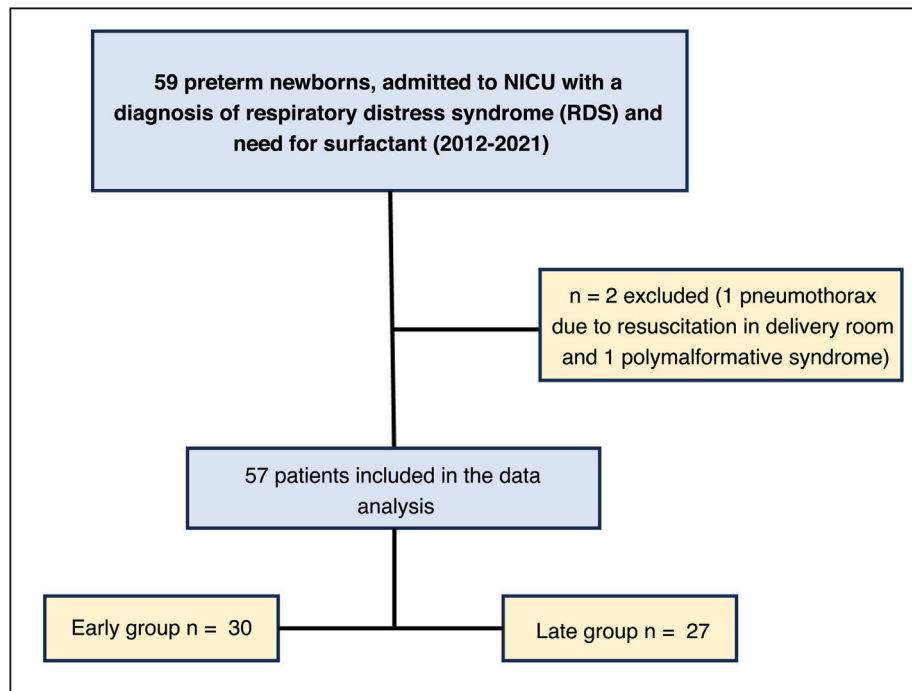 59 preterm newborns, admitted to NICU with a
diagnosis of respiratory distress syndrome (RDS) and
need for surfactant (2012-2021)
n = 2 excluded (1 pneumothorax
due to resuscitation in delivery room
and 1 polymalformative syndrome)
57 patients included in the data
analysis
Early group n = 30
Late group n = 27